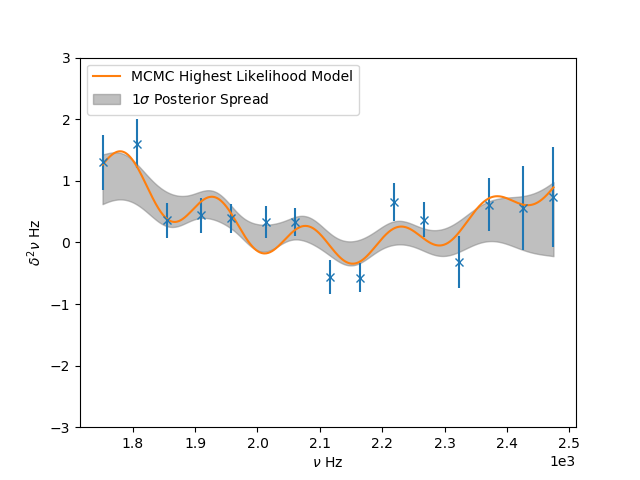 3
2
1
0
−1
−2
−3
δ²ν Hz
MCMC Highest Likelihood Model
1σ Posterior Spread
1.8 1.9 2.0 2.1 2.2 2.3 2.4 2.5
1e3
ν Hz